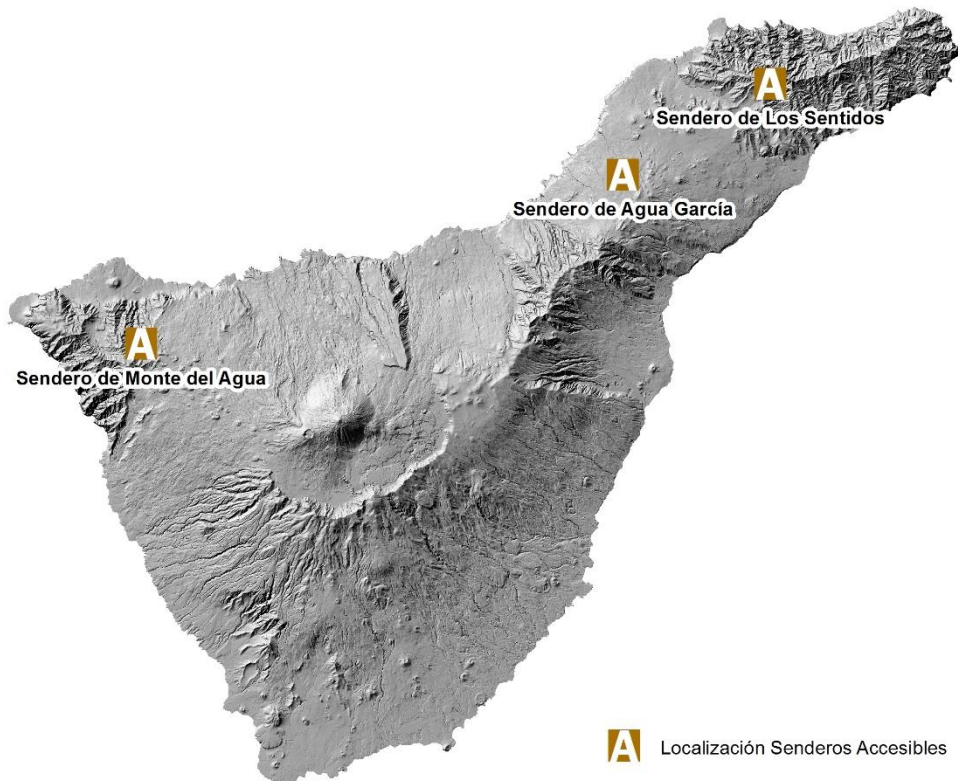 A
Sendero de Los Sentidos
A
Sendero de Agua García
A
Sendero de Monte del Agua
A Localización Senderos Accesibles